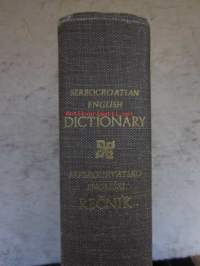 SERBOCROATIAN
ENGLISH
DICTIONARY
SRPSKOHRVATSKO
ENGLESKI
REČNIK